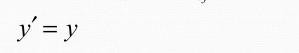 y′ = y